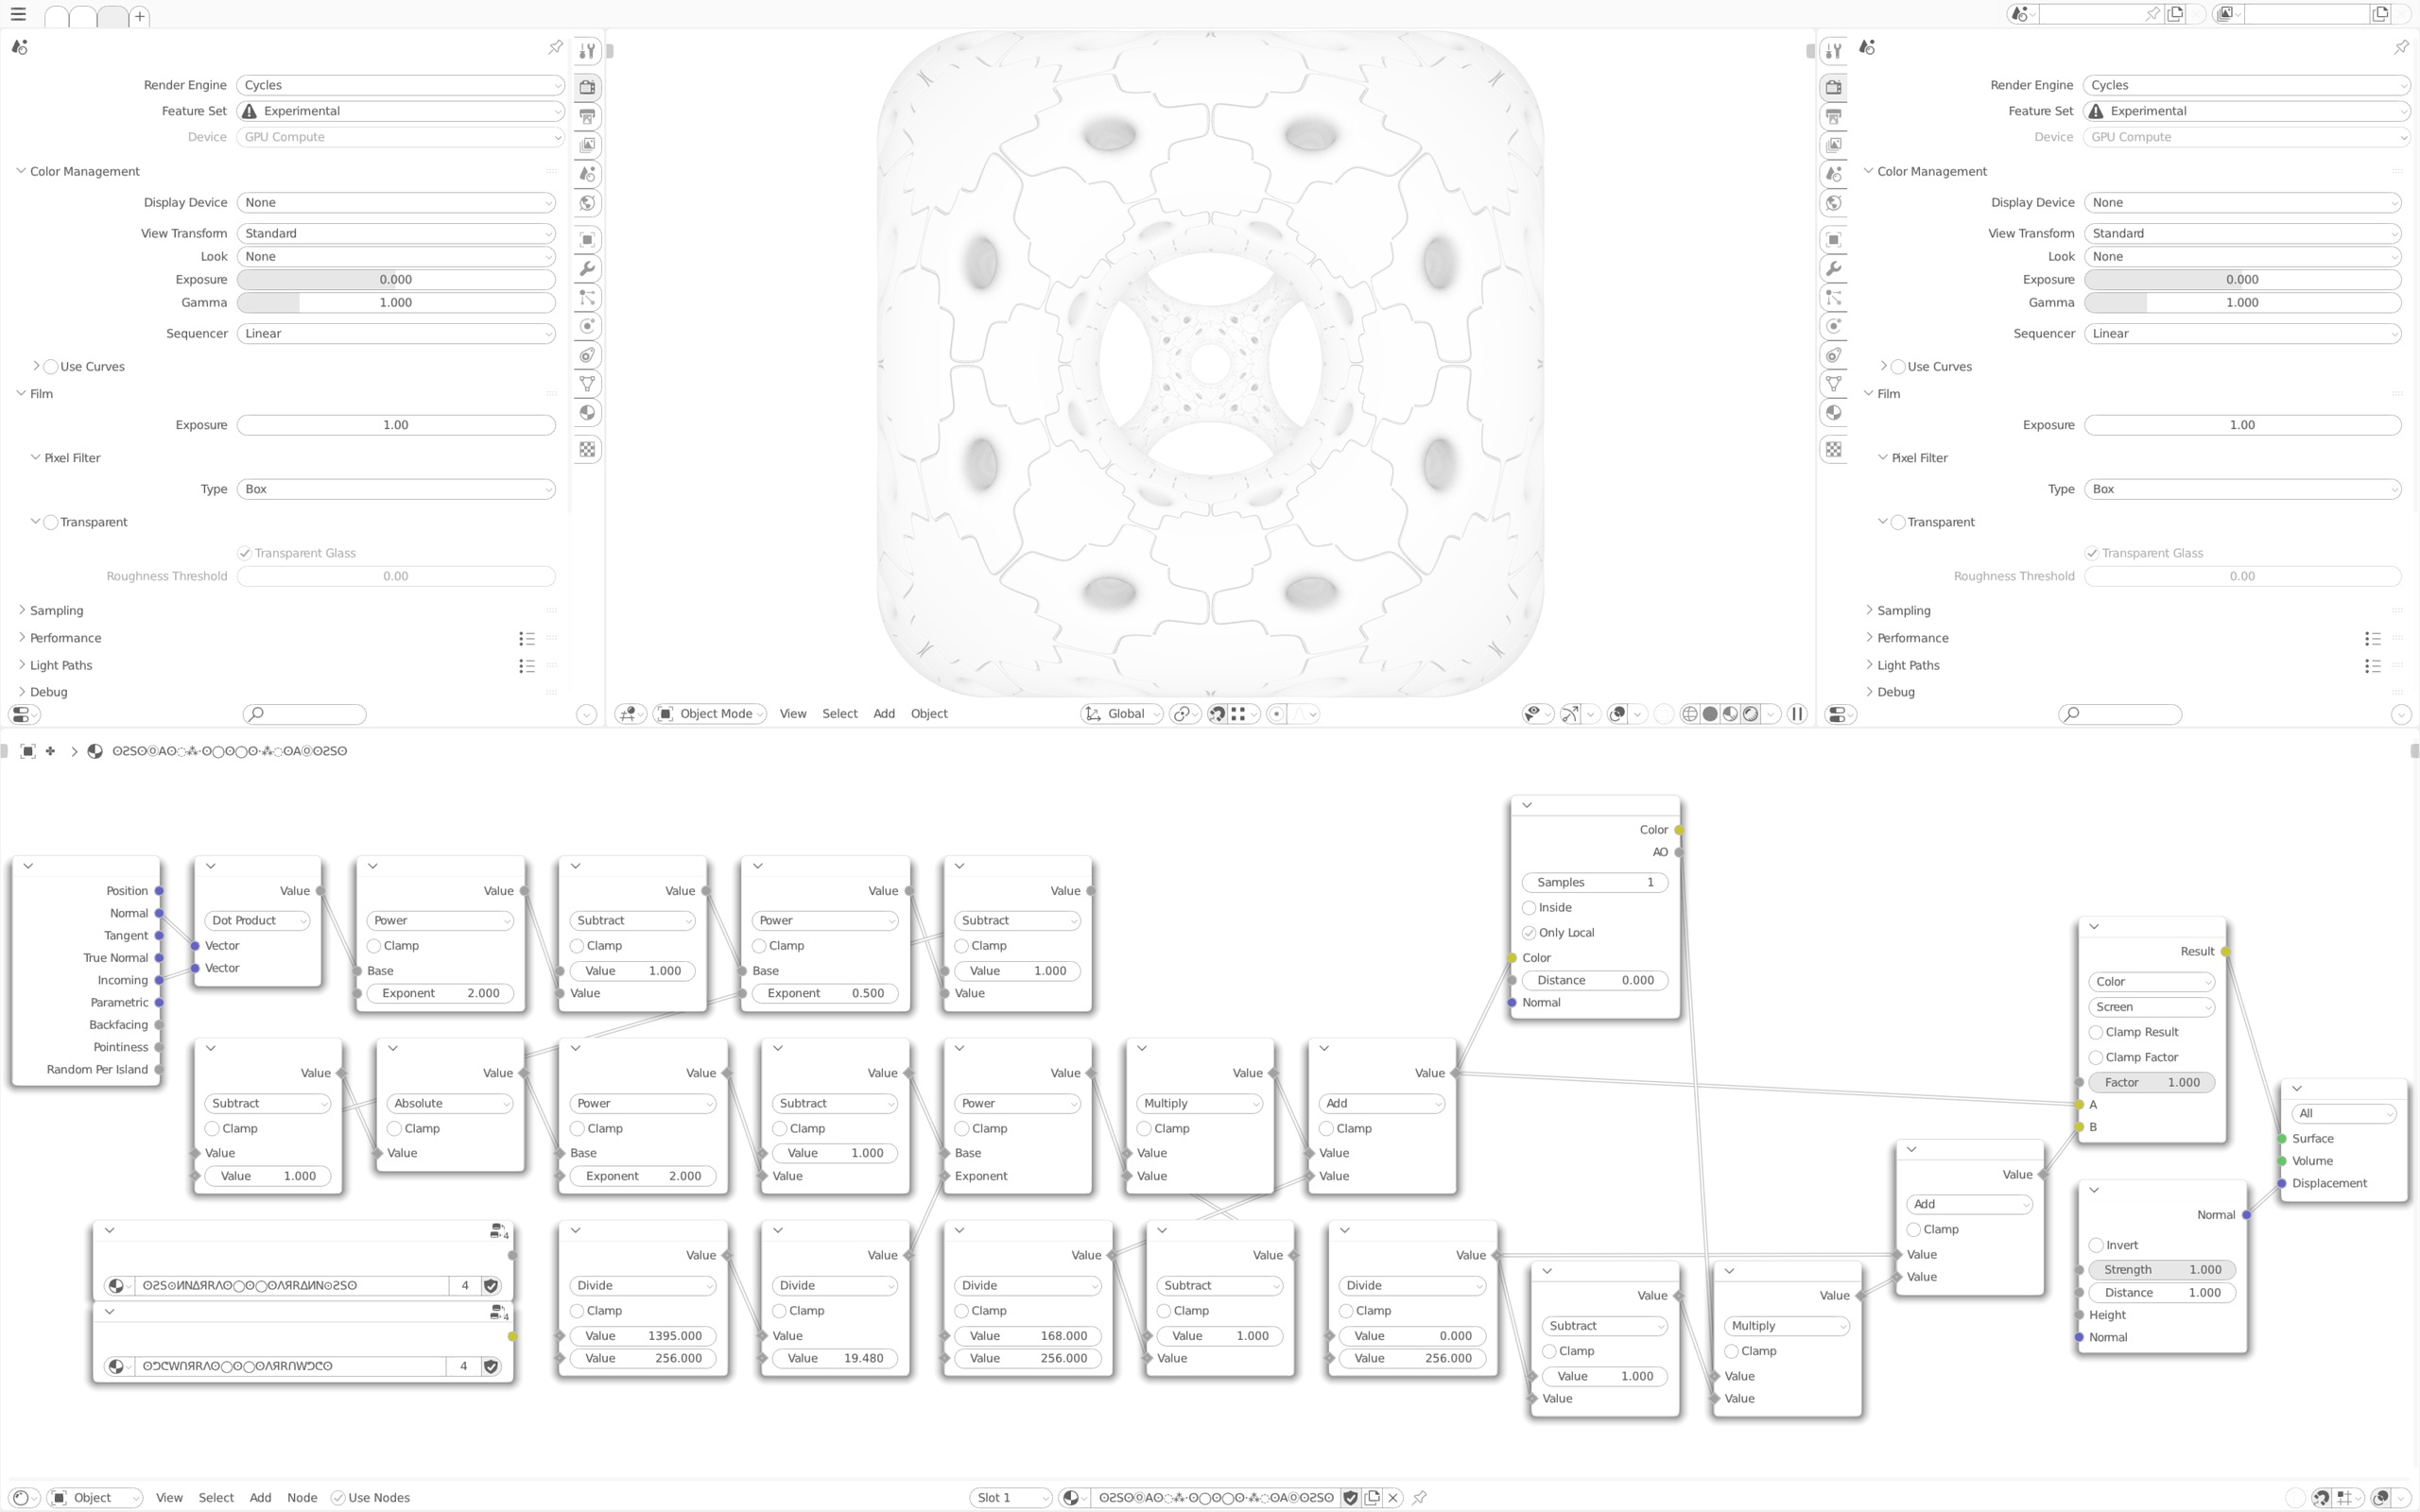 Render Engine Cycles
Feature Set Experimental
Device GPU Compute
Color Management
Display Device None
View Transform Standard
Look None
Exposure 0.000
Gamma 1.000
Sequencer Linear
Use Curves
Film
Exposure 1.00
Pixel Filter
Type Box
Transparent
Transparent Glass
Roughness Threshold 0.00
Sampling
Performance
Light Paths
Debug
Object Mode View Select Add Object Global
Render Engine Cycles
Feature Set Experimental
Device GPU Compute
Color Management
Display Device None
View Transform Standard
Look None
Exposure 0.000
Gamma 1.000
Sequencer Linear
Use Curves
Film
Exposure 1.00
Pixel Filter
Type Box
Transparent
Transparent Glass
Roughness Threshold 0.00
Sampling
Performance
Light Paths
Debug
Position
Normal
Tangent
True Normal
Incoming
Parametric
Backfacing
Pointiness
Random Per Island
Value
Dot Product
Vector
Vector
Value
Power
Clamp
Base
Exponent 2.000
Value
Subtract
Clamp
Value 1.000
Value
Value
Power
Clamp
Base
Exponent 0.500
Value
Subtract
Clamp
Value 1.000
Value
Color
AO
Samples 1
Inside
Only Local
Color
Distance 0.000
Normal
Value
Subtract
Clamp
Value
Value 1.000
Value
Absolute
Clamp
Value
Value
Power
Clamp
Base
Exponent 2.000
Value
Subtract
Clamp
Value 1.000
Value
Value
Power
Clamp
Base
Exponent
Value
Multiply
Clamp
Value
Value
Value
Add
Clamp
Value
Value
4
4
4
4
Value
Divide
Clamp
Value 1395.000
Value 256.000
Value
Divide
Clamp
Value
Value 19.480
Value
Divide
Clamp
Value 168.000
Value 256.000
Value
Subtract
Clamp
Value 1.000
Value
Value
Divide
Clamp
Value 0.000
Value 256.000
Value
Subtract
Clamp
Value 1.000
Value
Value
Multiply
Clamp
Value
Value
Value
Add
Clamp
Value
Value
Result
Color
Screen
Clamp Result
Clamp Factor
Factor 1.000
A
B
Normal
Invert
Strength 1.000
Distance 1.000
Height
Normal
All
Surface
Volume
Displacement
Object View Select Add Node Use Nodes Slot 1